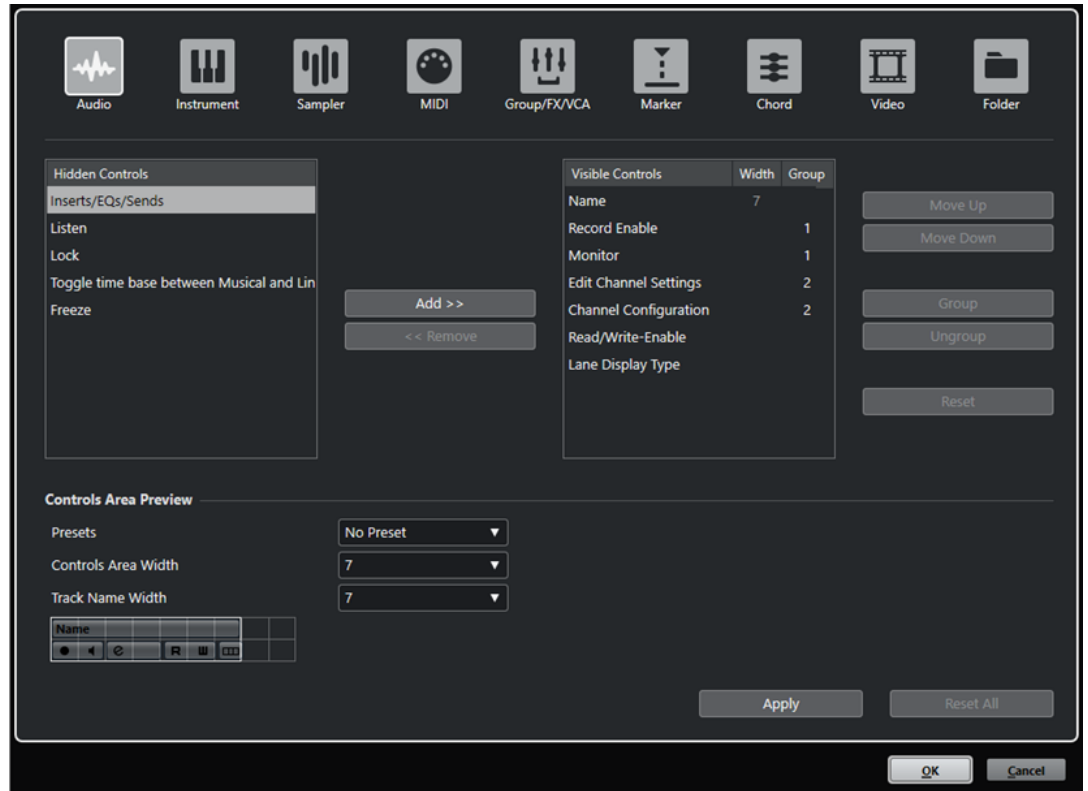 Audio Instrument Sampler MIDI Group/FX/VCA Marker Chord Video Folder
Hidden Controls
Inserts/EQs/Sends
Listen
Lock
Toggle time base between Musical and Lin
Freeze
Add >>
<< Remove
Visible Controls Width Group
Name 7
Record Enable 1
Monitor 1
Edit Channel Settings 2
Channel Configuration 2
Read/Write-Enable
Lane Display Type
Move Up
Move Down
Group
Ungroup
Reset
Controls Area Preview
Presets No Preset
Controls Area Width 7
Track Name Width 7
Name
e R W
Apply Reset All
OK Cancel